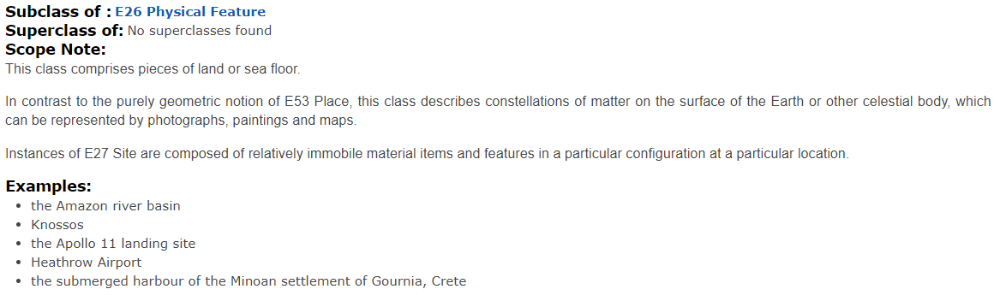 Subclass of : E26 Physical Feature
Superclass of: No superclasses found
Scope Note:
This class comprises pieces of land or sea floor.
In contrast to the purely geometric notion of E53 Place, this class describes constellations of matter on the surface of the Earth or other celestial body, which
can be represented by photographs, paintings and maps.
Instances of E27 Site are composed of relatively immobile material items and features in a particular configuration at a particular location.
Examples:
• the Amazon river basin
• Knossos
• the Apollo 11 landing site
• Heathrow Airport
• the submerged harbour of the Minoan settlement of Gournia, Crete